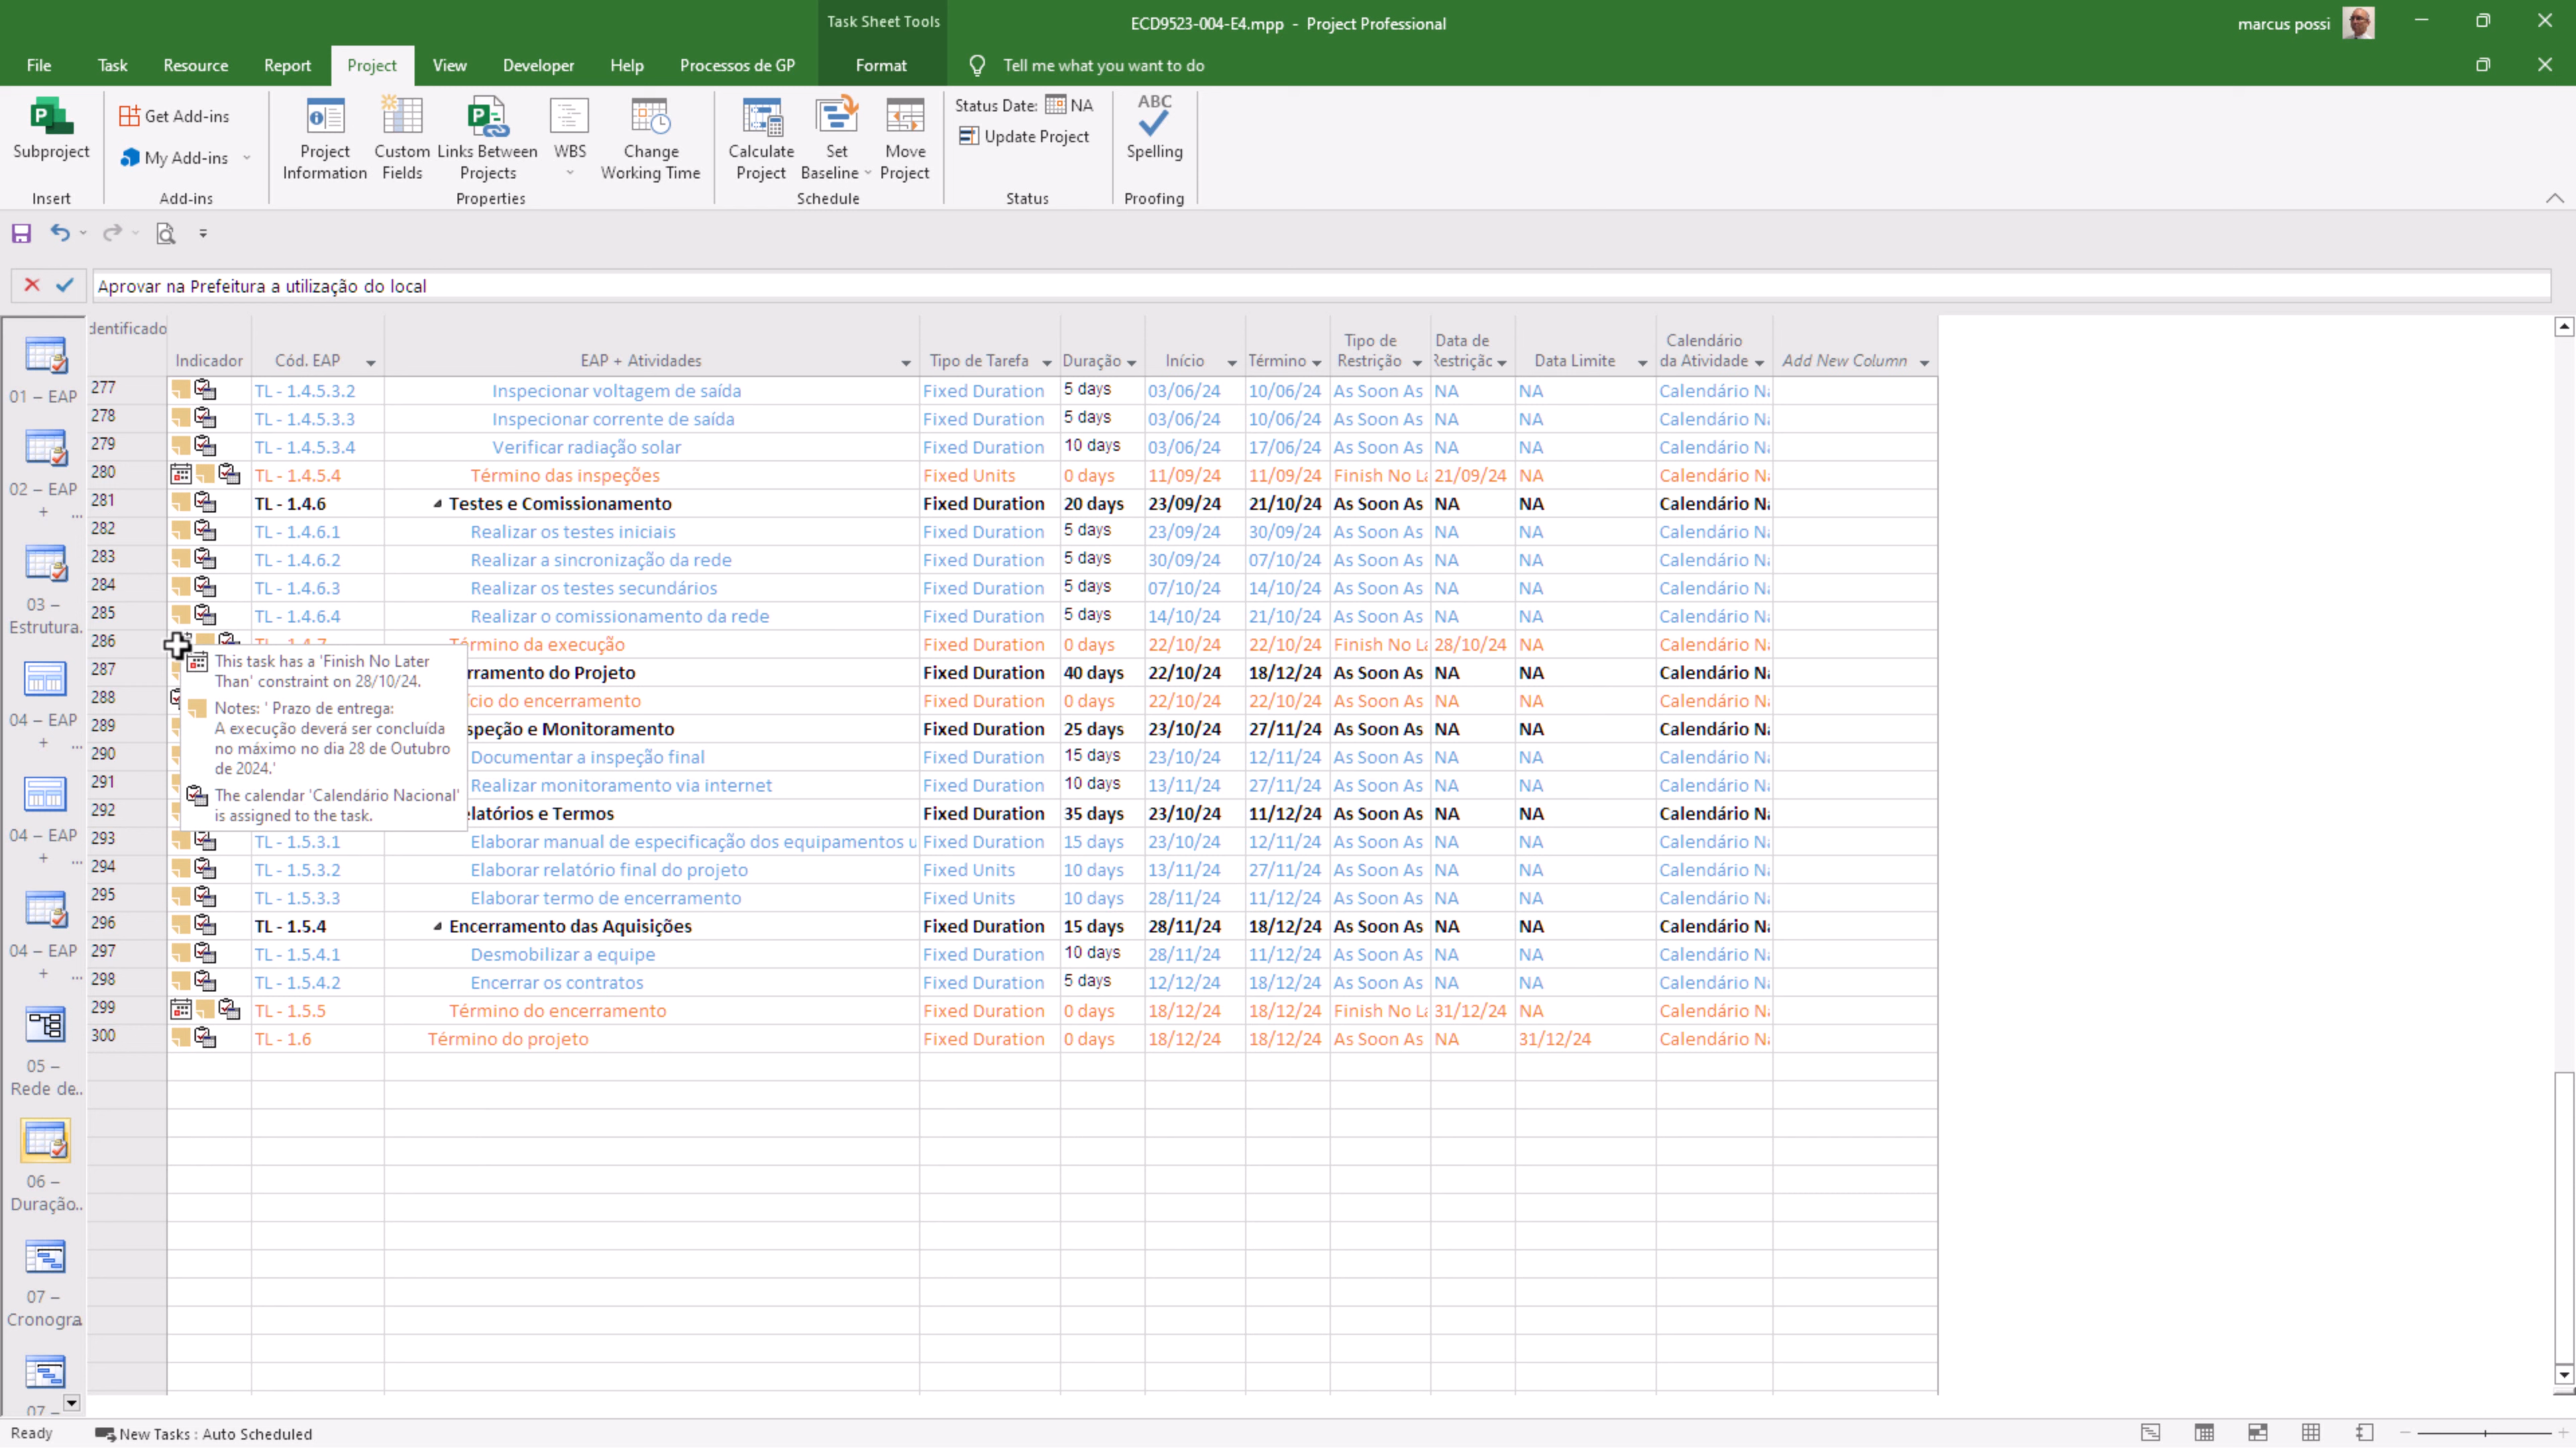 Task Sheet Tools
ECD9523-004-E4.mpp - Project Professional
marcus possi
File Task Resource Report Project View Developer Help Processos de GP Format Tell me what you want to do
Subproject
Get Add-ins
My Add-ins
Project Information
Custom Fields
Links Between Projects
WBS
Change Working Time
Calculate Project
Set Baseline
Move Project
Status Date: NA
Update Project
ABC
Spelling
Insert Add-ins Properties Schedule Status Proofing
Aprovar na Prefeitura a utilização do local
dentificado Indicador Cód. EAP EAP + Atividades Tipo de Tarefa Duração Início Término Tipo de Restrição Data de Restriçãc Data Limite Calendário da Atividade Add New Column
277 TL - 1.4.5.3.2 Inspecionar voltagem de saída Fixed Duration 5 days 03/06/24 10/06/24 As Soon As NA NA Calendário Na
278 TL - 1.4.5.3.3 Inspecionar corrente de saída Fixed Duration 5 days 03/06/24 10/06/24 As Soon As NA NA Calendário Na
279 TL - 1.4.5.3.4 Verificar radiação solar Fixed Duration 10 days 03/06/24 17/06/24 As Soon As NA NA Calendário Na
280 TL - 1.4.5.4 Término das inspeções Fixed Units 0 days 11/09/24 11/09/24 Finish No La 21/09/24 NA Calendário Na
281 TL - 1.4.6 Testes e Comissionamento Fixed Duration 20 days 23/09/24 21/10/24 As Soon As NA NA Calendário Na
282 TL - 1.4.6.1 Realizar os testes iniciais Fixed Duration 5 days 23/09/24 30/09/24 As Soon As NA NA Calendário Na
283 TL - 1.4.6.2 Realizar a sincronização da rede Fixed Duration 5 days 30/09/24 07/10/24 As Soon As NA NA Calendário Na
284 TL - 1.4.6.3 Realizar os testes secundários Fixed Duration 5 days 07/10/24 14/10/24 As Soon As NA NA Calendário Na
285 TL - 1.4.6.4 Realizar o comissionamento da rede Fixed Duration 5 days 14/10/24 21/10/24 As Soon As NA NA Calendário Na
286 TL - 1.4.7 Término da execução Fixed Duration 0 days 22/10/24 22/10/24 Finish No La 28/10/24 NA Calendário Na
287 rramento do Projeto Fixed Duration 40 days 22/10/24 18/12/24 As Soon As NA NA Calendário Na
288 cio do encerramento Fixed Duration 0 days 22/10/24 22/10/24 As Soon As NA NA Calendário Na
289 speção e Monitoramento Fixed Duration 25 days 23/10/24 27/11/24 As Soon As NA NA Calendário Na
290 Documentar a inspeção final Fixed Duration 15 days 23/10/24 12/11/24 As Soon As NA NA Calendário Na
291 Realizar monitoramento via internet Fixed Duration 10 days 13/11/24 27/11/24 As Soon As NA NA Calendário Na
292 elatórios e Termos Fixed Duration 35 days 23/10/24 11/12/24 As Soon As NA NA Calendário Na
293 TL - 1.5.3.1 Elaborar manual de especificação dos equipamentos u Fixed Duration 15 days 23/10/24 12/11/24 As Soon As NA NA Calendário Na
294 TL - 1.5.3.2 Elaborar relatório final do projeto Fixed Units 10 days 13/11/24 27/11/24 As Soon As NA NA Calendário Na
295 TL - 1.5.3.3 Elaborar termo de encerramento Fixed Units 10 days 28/11/24 11/12/24 As Soon As NA NA Calendário Na
296 TL - 1.5.4 Encerramento das Aquisições Fixed Duration 15 days 28/11/24 18/12/24 As Soon As NA NA Calendário Na
297 TL - 1.5.4.1 Desmobilizar a equipe Fixed Duration 10 days 28/11/24 11/12/24 As Soon As NA NA Calendário Na
298 TL - 1.5.4.2 Encerrar os contratos Fixed Duration 5 days 12/12/24 18/12/24 As Soon As NA NA Calendário Na
299 TL - 1.5.5 Término do encerramento Fixed Duration 0 days 18/12/24 18/12/24 Finish No La 31/12/24 NA Calendário Na
300 TL - 1.6 Término do projeto Fixed Duration 0 days 18/12/24 18/12/24 As Soon As NA 31/12/24 Calendário Na
This task has a 'Finish No Later
Than' constraint on 28/10/24.
Notes: ' Prazo de entrega:
A execução deverá ser concluída
no máximo no dia 28 de Outubro
de 2024.'
The calendar 'Calendário Nacional'
is assigned to the task.
01 – EAP
02 – EAP
+ ...
03 –
Estrutura.
04 – EAP
+ ...
04 – EAP
+ ...
04 – EAP
+ ...
05 –
Rede de..
06 –
Duração..
07 –
Cronogra
07 –
Ready New Tasks : Auto Scheduled